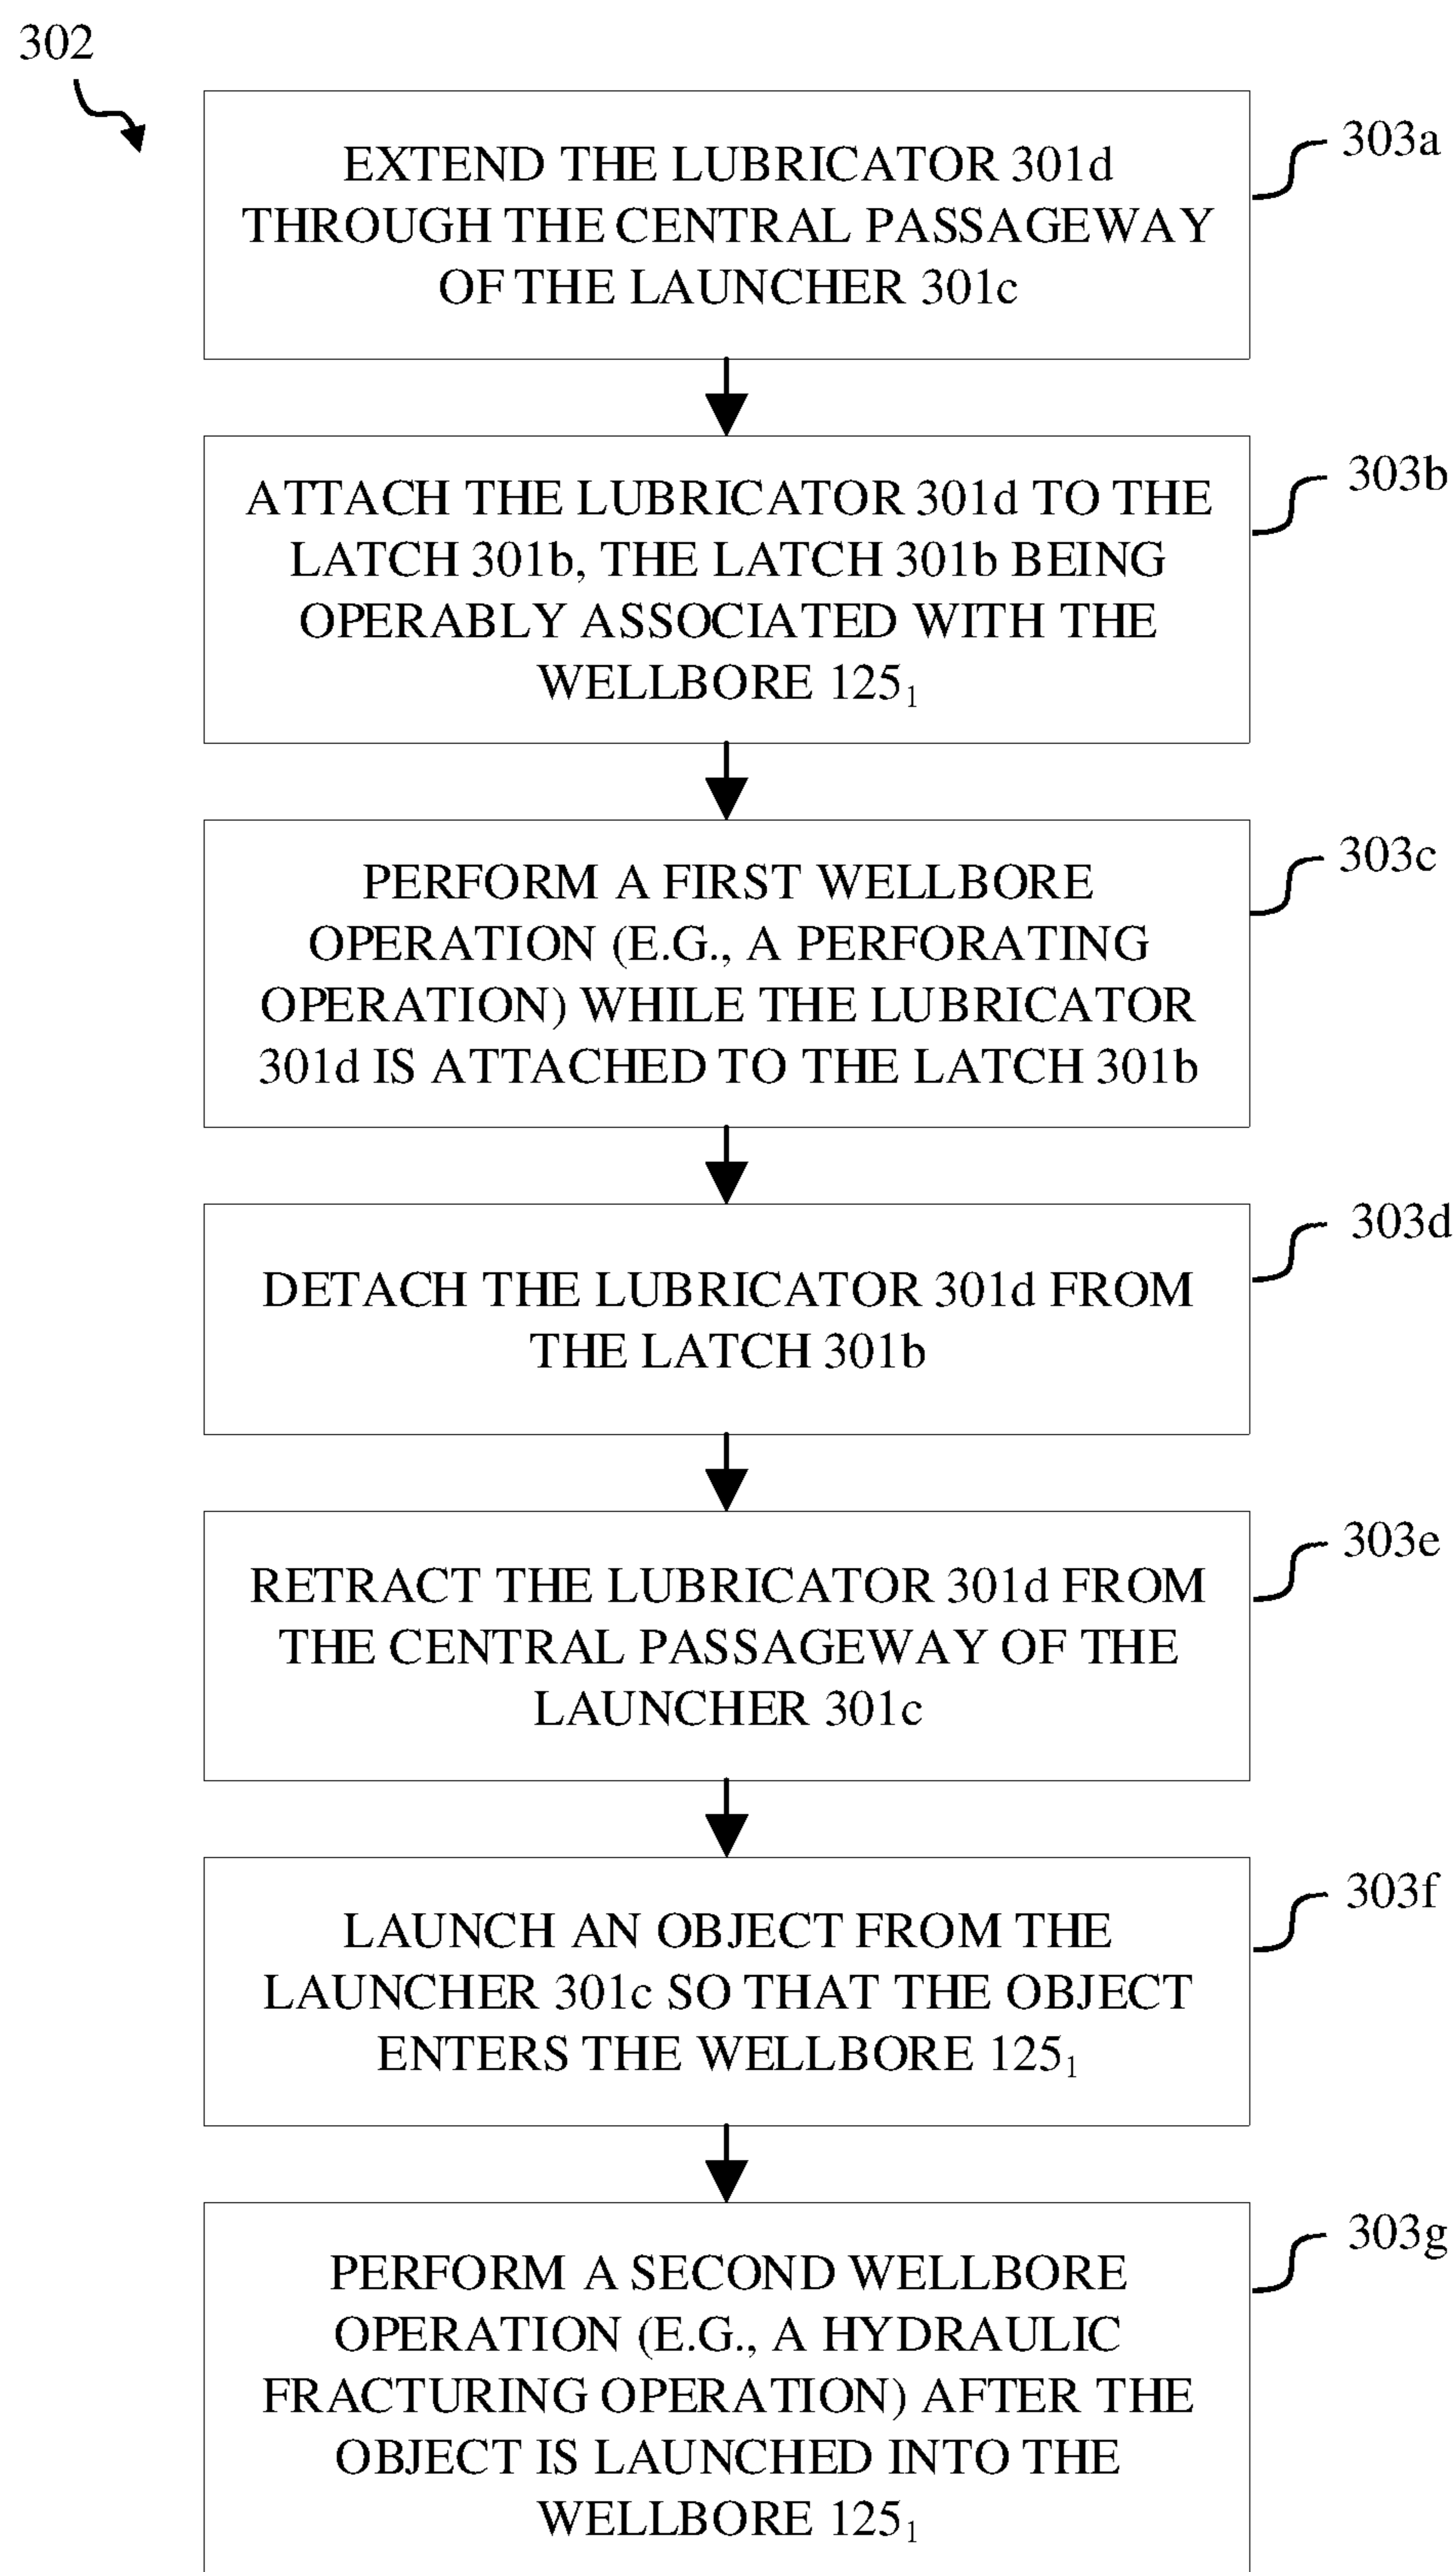 302
EXTEND THE LUBRICATOR 301d
THROUGH THE CENTRAL PASSAGEWAY
OF THE LAUNCHER 301c
303a
ATTACH THE LUBRICATOR 301d TO THE
LATCH 301b, THE LATCH 301b BEING
OPERABLY ASSOCIATED WITH THE
WELLBORE 125₁
303b
PERFORM A FIRST WELLBORE
OPERATION (E.G., A PERFORATING
OPERATION) WHILE THE LUBRICATOR
301d IS ATTACHED TO THE LATCH 301b
303c
DETACH THE LUBRICATOR 301d FROM
THE LATCH 301b
303d
RETRACT THE LUBRICATOR 301d FROM
THE CENTRAL PASSAGEWAY OF THE
LAUNCHER 301c
303e
LAUNCH AN OBJECT FROM THE
LAUNCHER 301c SO THAT THE OBJECT
ENTERS THE WELLBORE 125₁
303f
PERFORM A SECOND WELLBORE
OPERATION (E.G., A HYDRAULIC
FRACTURING OPERATION) AFTER THE
OBJECT IS LAUNCHED INTO THE
WELLBORE 125₁
303g